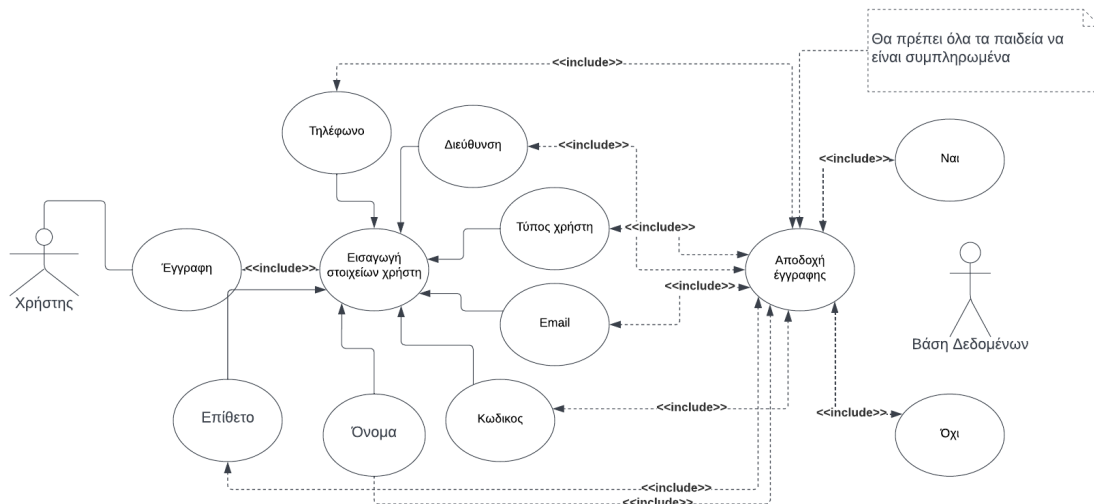 Θα πρέπει όλα τα παιδεία να
είναι συμπληρωμένα
<<include>>
Τηλέφωνο
Διεύθυνση
<<include>>
<<include>>
Ναι
Τύπος χρήστη
<<include>>
Χρήστης
Έγγραφη
<<include>>
Εισαγωγή
στοιχείων χρήστη
Αποδοχή
έγγραφης
<<include>>
Email
Βάση Δεδομένων
Επίθετο
Όνομα
Κωδικος
<<include>>
<<include>>
Όχι
<<include>>
<<include>>